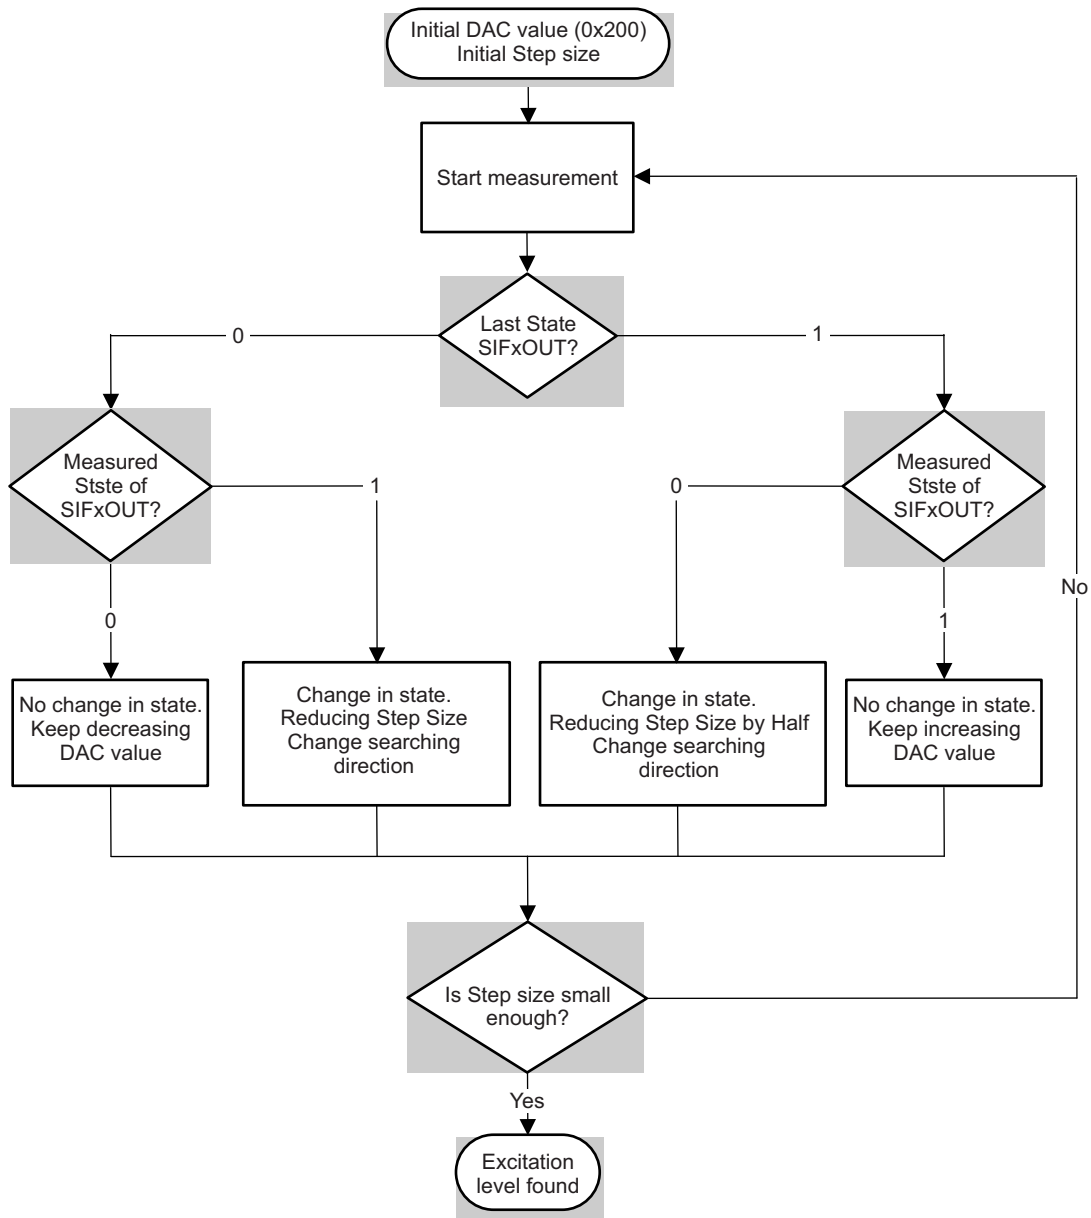 Initial DAC value (0x200)
Initial Step size
Start measurement
Last State
SIFxOUT?
0
1
Measured
Stste of
SIFxOUT?
1
0
Measured
Stste of
SIFxOUT?
0
1
No
No change in state.
Keep decreasing
DAC value
Change in state.
Reducing Step Size
Change searching
direction
Change in state.
Reducing Step Size by Half
Change searching
direction
No change in state.
Keep increasing
DAC value
Is Step size small
enough?
Yes
Excitation
level found